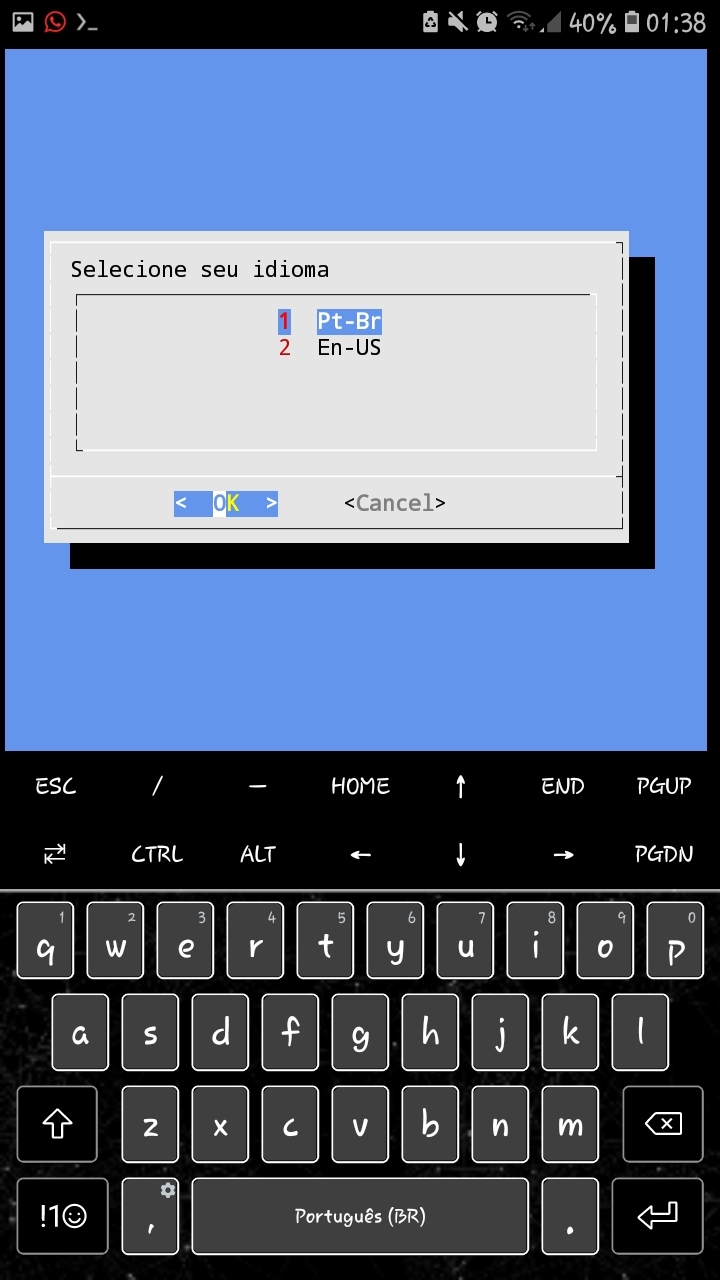 40% 01:38
Selecione seu idioma
1 Pt-Br
2 En-US
< OK > <Cancel>
ESC / — HOME ↑ END PGUP
⇄ CTRL ALT ← ↓ → PGDN
1 2 3 4 5 6 7 8 9 0
q w e r t y u i o p
a s d f g h j k l
z x c v b n m
!1☺ , Português (BR) .